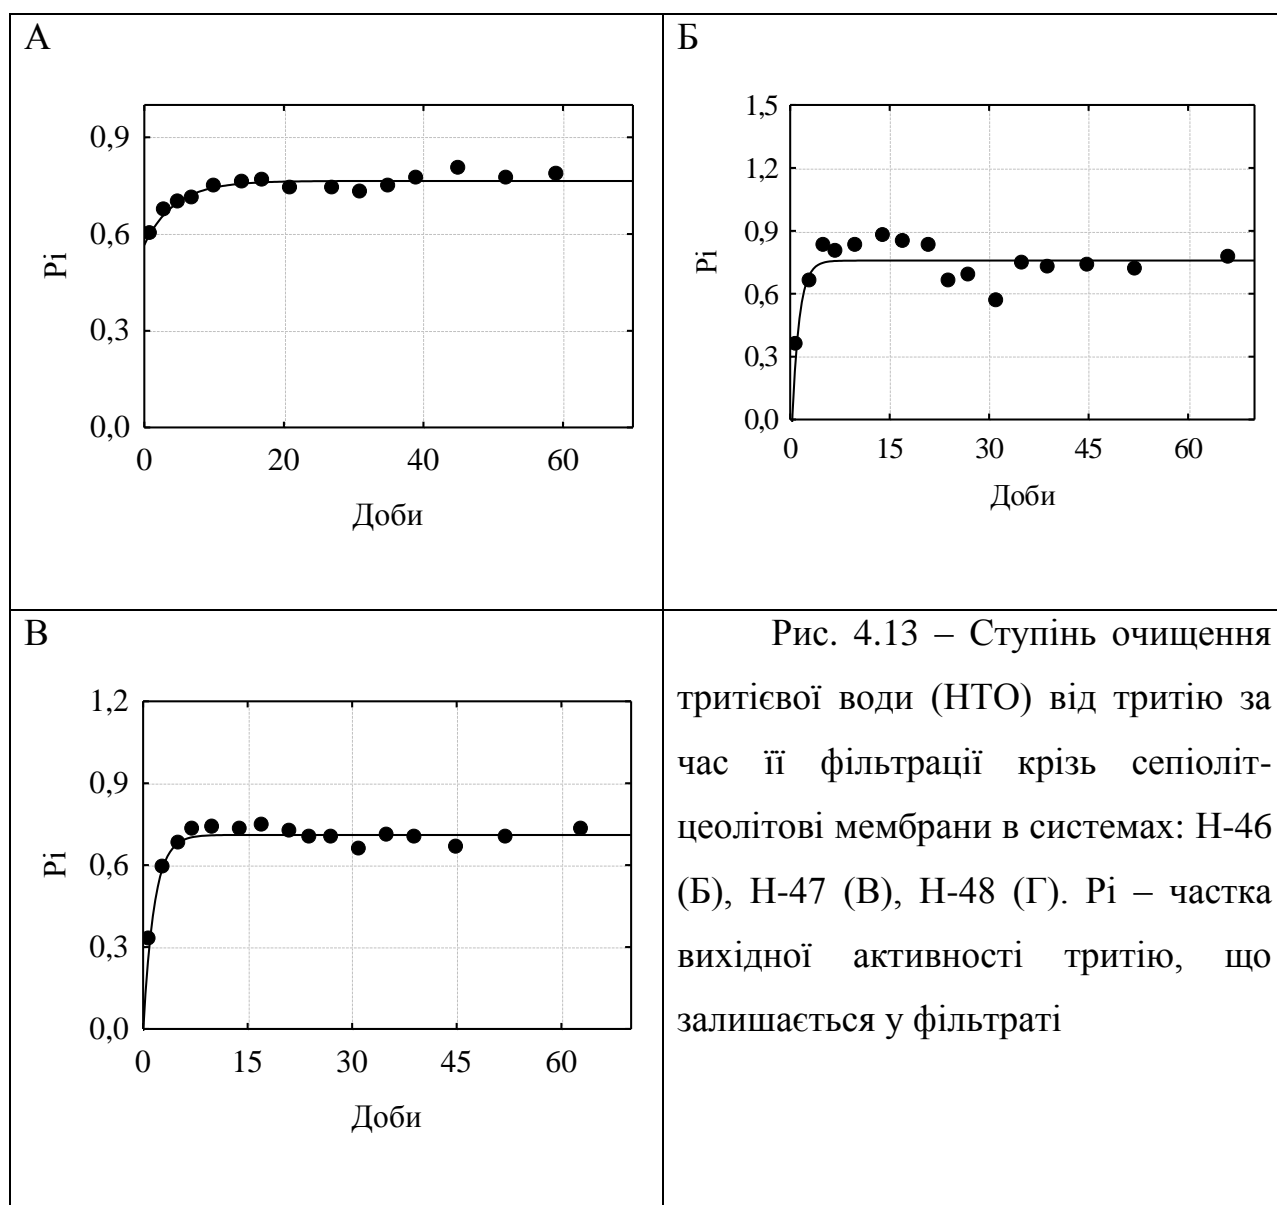 А
0,9
0,6
0,3
0,0
Pi
0 20 40 60
Доби
Б
1,5
1,2
0,9
0,6
0,3
0,0
Pi
0 15 30 45 60
Доби
В
1,2
0,9
0,6
0,3
0,0
Pi
0 15 30 45 60
Доби
Рис. 4.13 – Ступінь очищення
тритієвої води (НТО) від тритію за
час її фільтрації крізь сепіоліт-
цеолітові мембрани в системах: Н-46
(Б), Н-47 (В), Н-48 (Г). Рі – частка
вихідної активності тритію, що
залишається у фільтраті